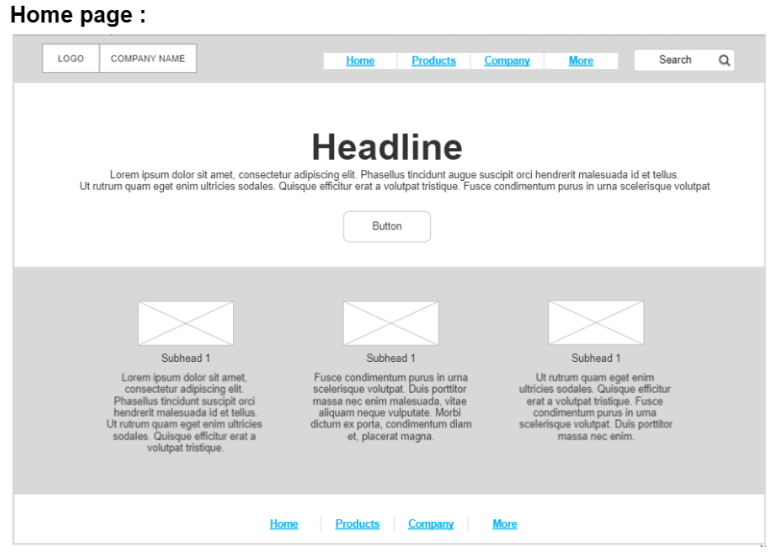 Home page :
LOGO COMPANY NAME Home Products Company More Search
Headline
Lorem ipsum dolor sit amet, consectetur adipiscing elit. Phasellus tincidunt augue suscipit orci hendrerit malesuada id et tellus.
Ut rutrum quam eget enim ultricies sodales. Quisque efficitur erat a volutpat tristique. Fusce condimentum purus in urna scelerisque volutpat
Button
Subhead 1
Lorem ipsum dolor sit amet,
consectetur adipiscing elit.
Phasellus tincidunt suscipit orci
hendrerit malesuada id et tellus.
Ut rutrum quam eget enim ultricies
sodales. Quisque efficitur erat a
volutpat tristique.
Subhead 1
Fusce condimentum purus in urna
scelerisque volutpat. Duis porttitor
massa nec enim malesuada, vitae
aliquam neque vulputate. Morbi
dictum ex porta, condimentum diam
et, placerat magna.
Subhead 1
Ut rutrum quam eget enim
ultricies sodales. Quisque efficitur
erat a volutpat tristique. Fusce
condimentum purus in urna
scelerisque volutpat. Duis porttitor
massa nec enim.
Home Products Company More